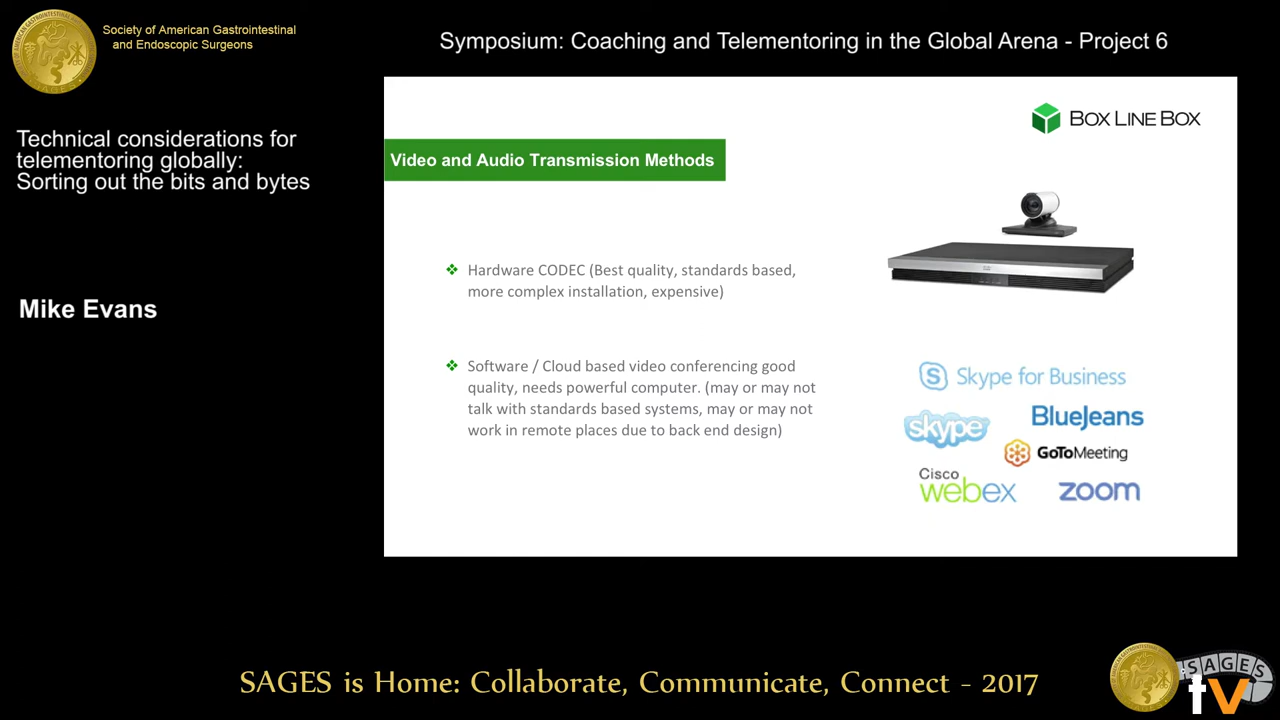 Society of American Gastrointestinal
and Endoscopic Surgeons
Symposium: Coaching and Telementoring in the Global Arena - Project 6
Technical considerations for
telementoring globally:
Sorting out the bits and bytes
Mike Evans
BOX LINE BOX
Video and Audio Transmission Methods
Hardware CODEC (Best quality, standards based,
more complex installation, expensive)
Software / Cloud based video conferencing good
quality, needs powerful computer. (may or may not
talk with standards based systems, may or may not
work in remote places due to back end design)
Skype for Business
skype
BlueJeans
GoToMeeting
Cisco
webex
zoom
SAGES is Home: Collaborate, Communicate, Connect - 2017
SAGES
tv